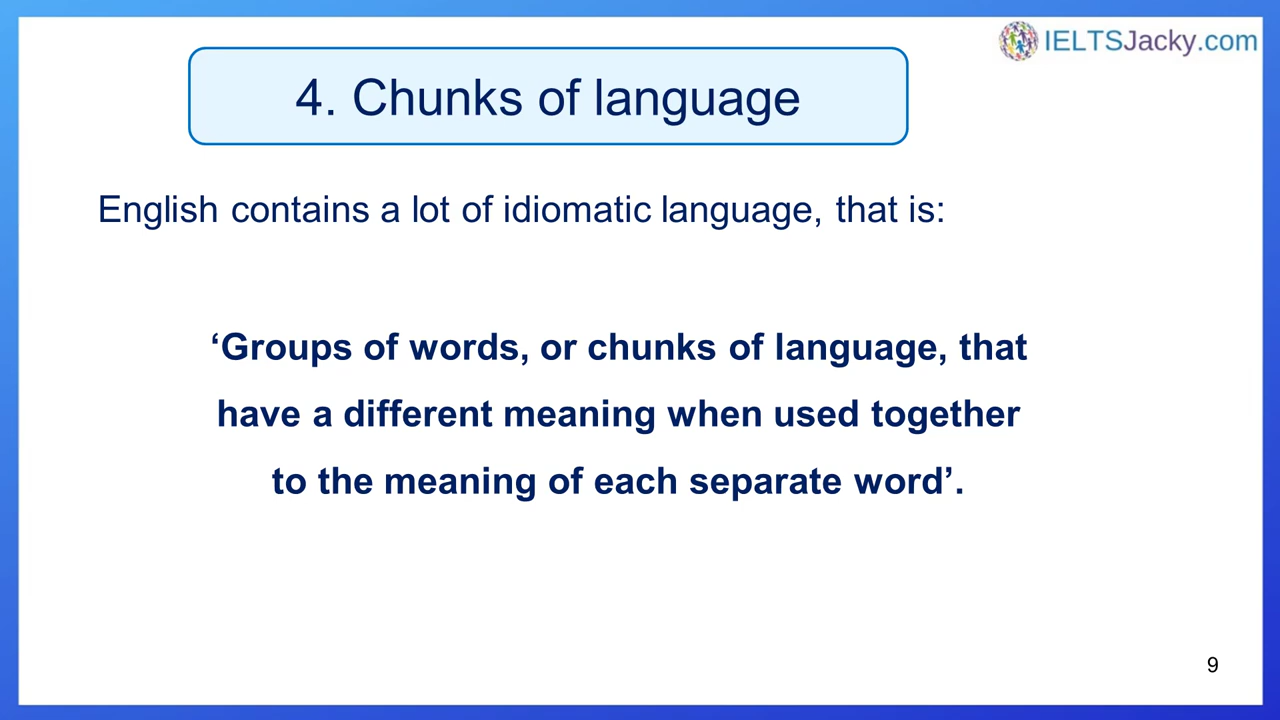 IELTSJacky.com
4. Chunks of language
English contains a lot of idiomatic language, that is:
‘Groups of words, or chunks of language, that
have a different meaning when used together
to the meaning of each separate word’.
9